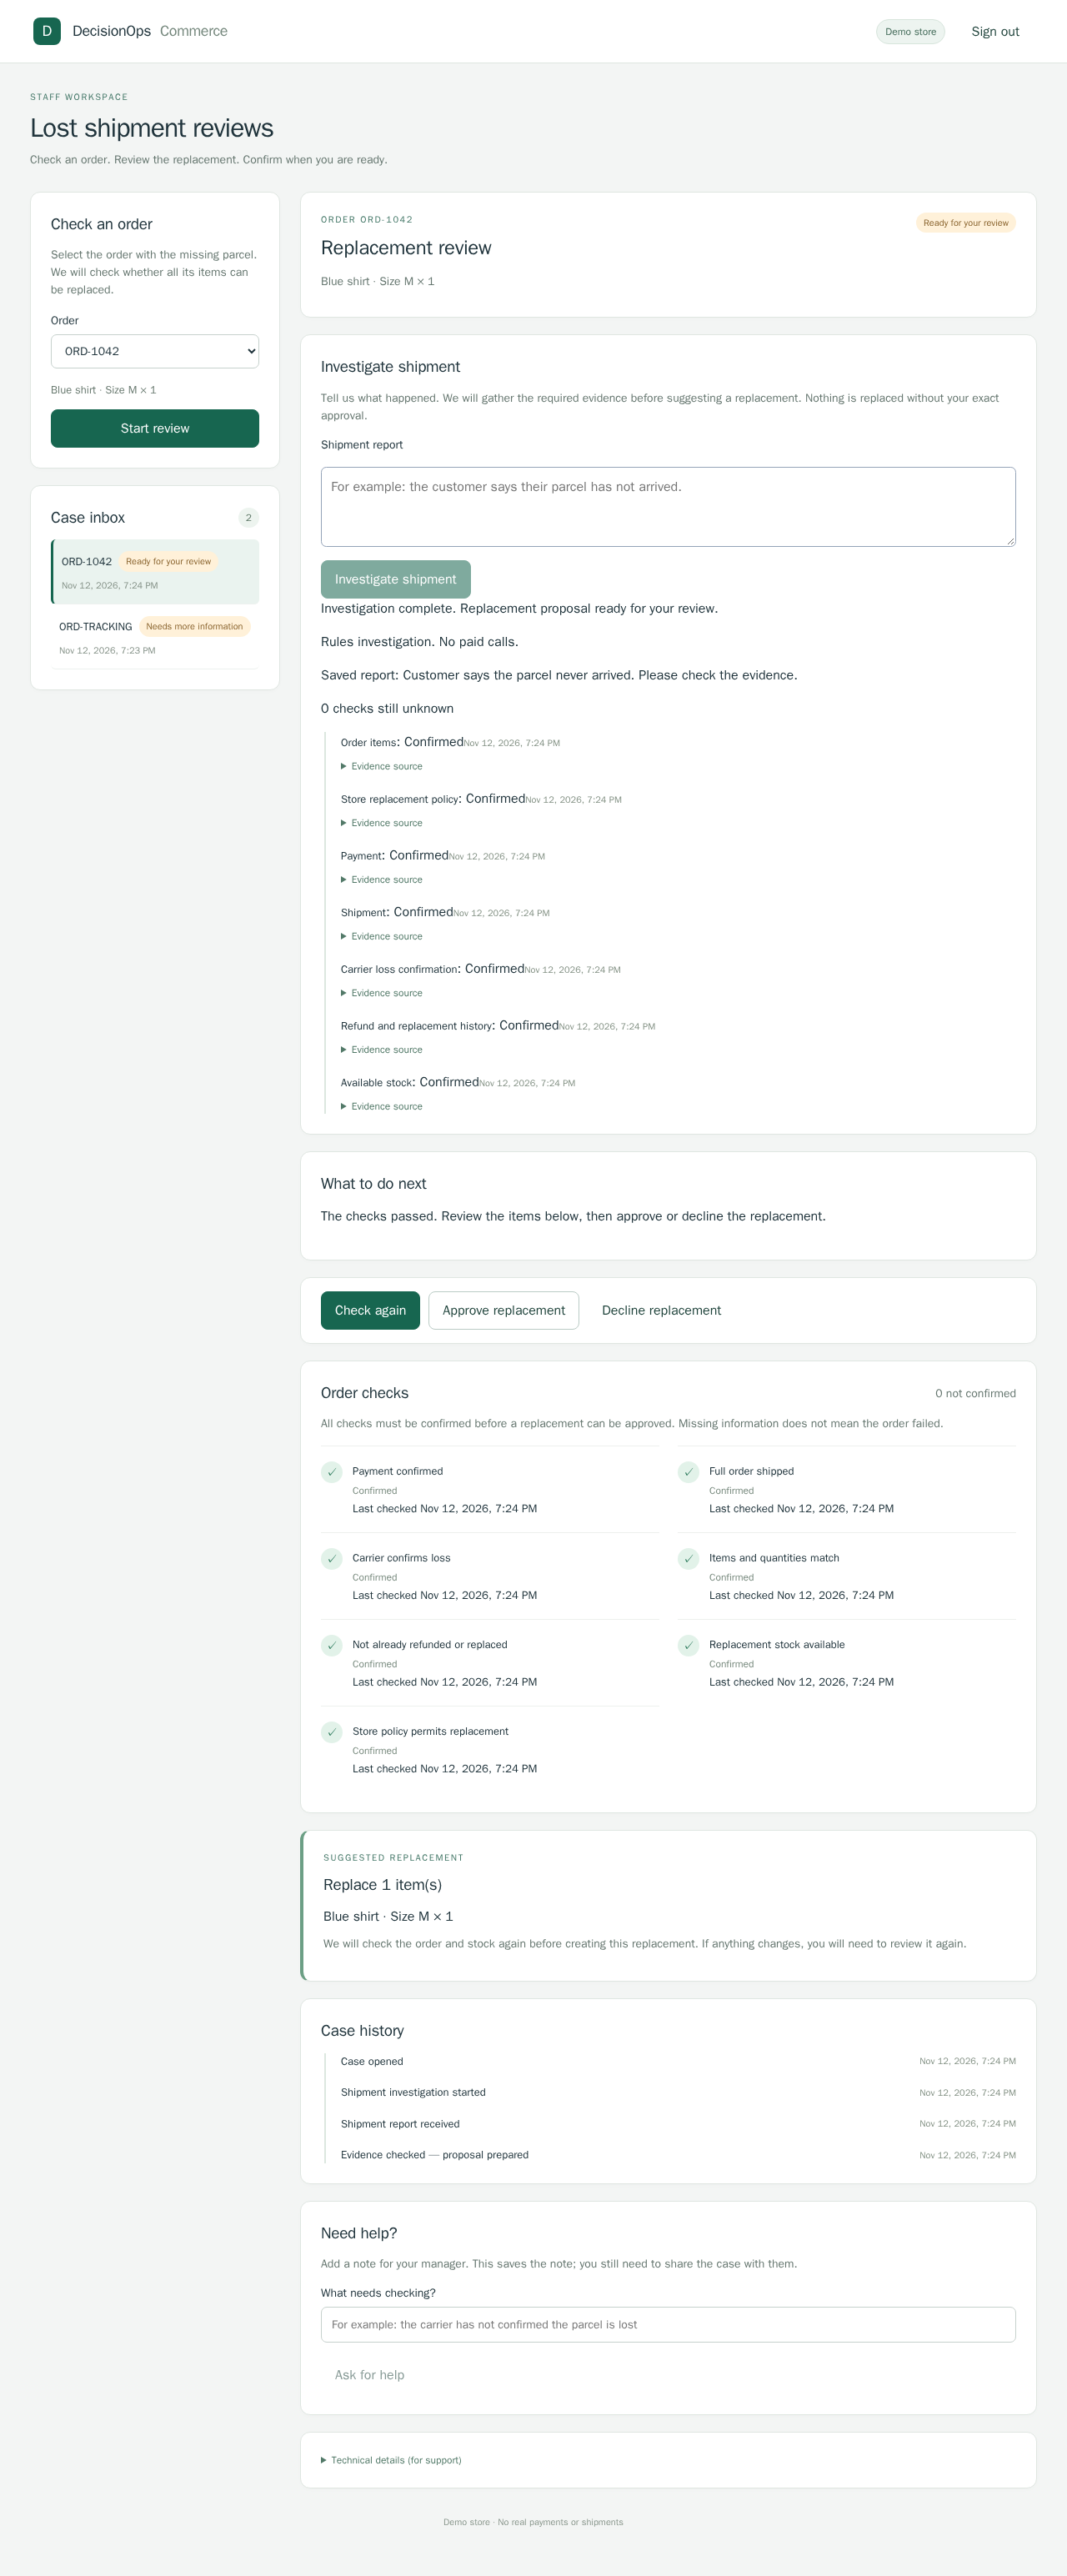 D DecisionOps Commerce
Demo store
Sign out
STAFF WORKSPACE
Lost shipment reviews
Check an order. Review the replacement. Confirm when you are ready.
Check an order
Select the order with the missing parcel.
We will check whether all its items can
be replaced.
Order
ORD-1042
Blue shirt · Size M × 1
Start review
Case inbox
2
ORD-1042 Ready for your review
Nov 12, 2026, 7:24 PM
ORD-TRACKING Needs more information
Nov 12, 2026, 7:23 PM
ORDER ORD-1042
Ready for your review
Replacement review
Blue shirt · Size M × 1
Investigate shipment
Tell us what happened. We will gather the required evidence before suggesting a replacement. Nothing is replaced without your exact
approval.
Shipment report
For example: the customer says their parcel has not arrived.
Investigate shipment
Investigation complete. Replacement proposal ready for your review.
Rules investigation. No paid calls.
Saved report: Customer says the parcel never arrived. Please check the evidence.
0 checks still unknown
Order items: Confirmed Nov 12, 2026, 7:24 PM
▶ Evidence source
Store replacement policy: Confirmed Nov 12, 2026, 7:24 PM
▶ Evidence source
Payment: Confirmed Nov 12, 2026, 7:24 PM
▶ Evidence source
Shipment: Confirmed Nov 12, 2026, 7:24 PM
▶ Evidence source
Carrier loss confirmation: Confirmed Nov 12, 2026, 7:24 PM
▶ Evidence source
Refund and replacement history: Confirmed Nov 12, 2026, 7:24 PM
▶ Evidence source
Available stock: Confirmed Nov 12, 2026, 7:24 PM
▶ Evidence source
What to do next
The checks passed. Review the items below, then approve or decline the replacement.
Check again
Approve replacement
Decline replacement
Order checks
0 not confirmed
All checks must be confirmed before a replacement can be approved. Missing information does not mean the order failed.
✓ Payment confirmed
Confirmed
Last checked Nov 12, 2026, 7:24 PM
✓ Full order shipped
Confirmed
Last checked Nov 12, 2026, 7:24 PM
✓ Carrier confirms loss
Confirmed
Last checked Nov 12, 2026, 7:24 PM
✓ Items and quantities match
Confirmed
Last checked Nov 12, 2026, 7:24 PM
✓ Not already refunded or replaced
Confirmed
Last checked Nov 12, 2026, 7:24 PM
✓ Replacement stock available
Confirmed
Last checked Nov 12, 2026, 7:24 PM
✓ Store policy permits replacement
Confirmed
Last checked Nov 12, 2026, 7:24 PM
SUGGESTED REPLACEMENT
Replace 1 item(s)
Blue shirt · Size M × 1
We will check the order and stock again before creating this replacement. If anything changes, you will need to review it again.
Case history
Case opened Nov 12, 2026, 7:24 PM
Shipment investigation started Nov 12, 2026, 7:24 PM
Shipment report received Nov 12, 2026, 7:24 PM
Evidence checked — proposal prepared Nov 12, 2026, 7:24 PM
Need help?
Add a note for your manager. This saves the note; you still need to share the case with them.
What needs checking?
For example: the carrier has not confirmed the parcel is lost
Ask for help
▶ Technical details (for support)
Demo store · No real payments or shipments